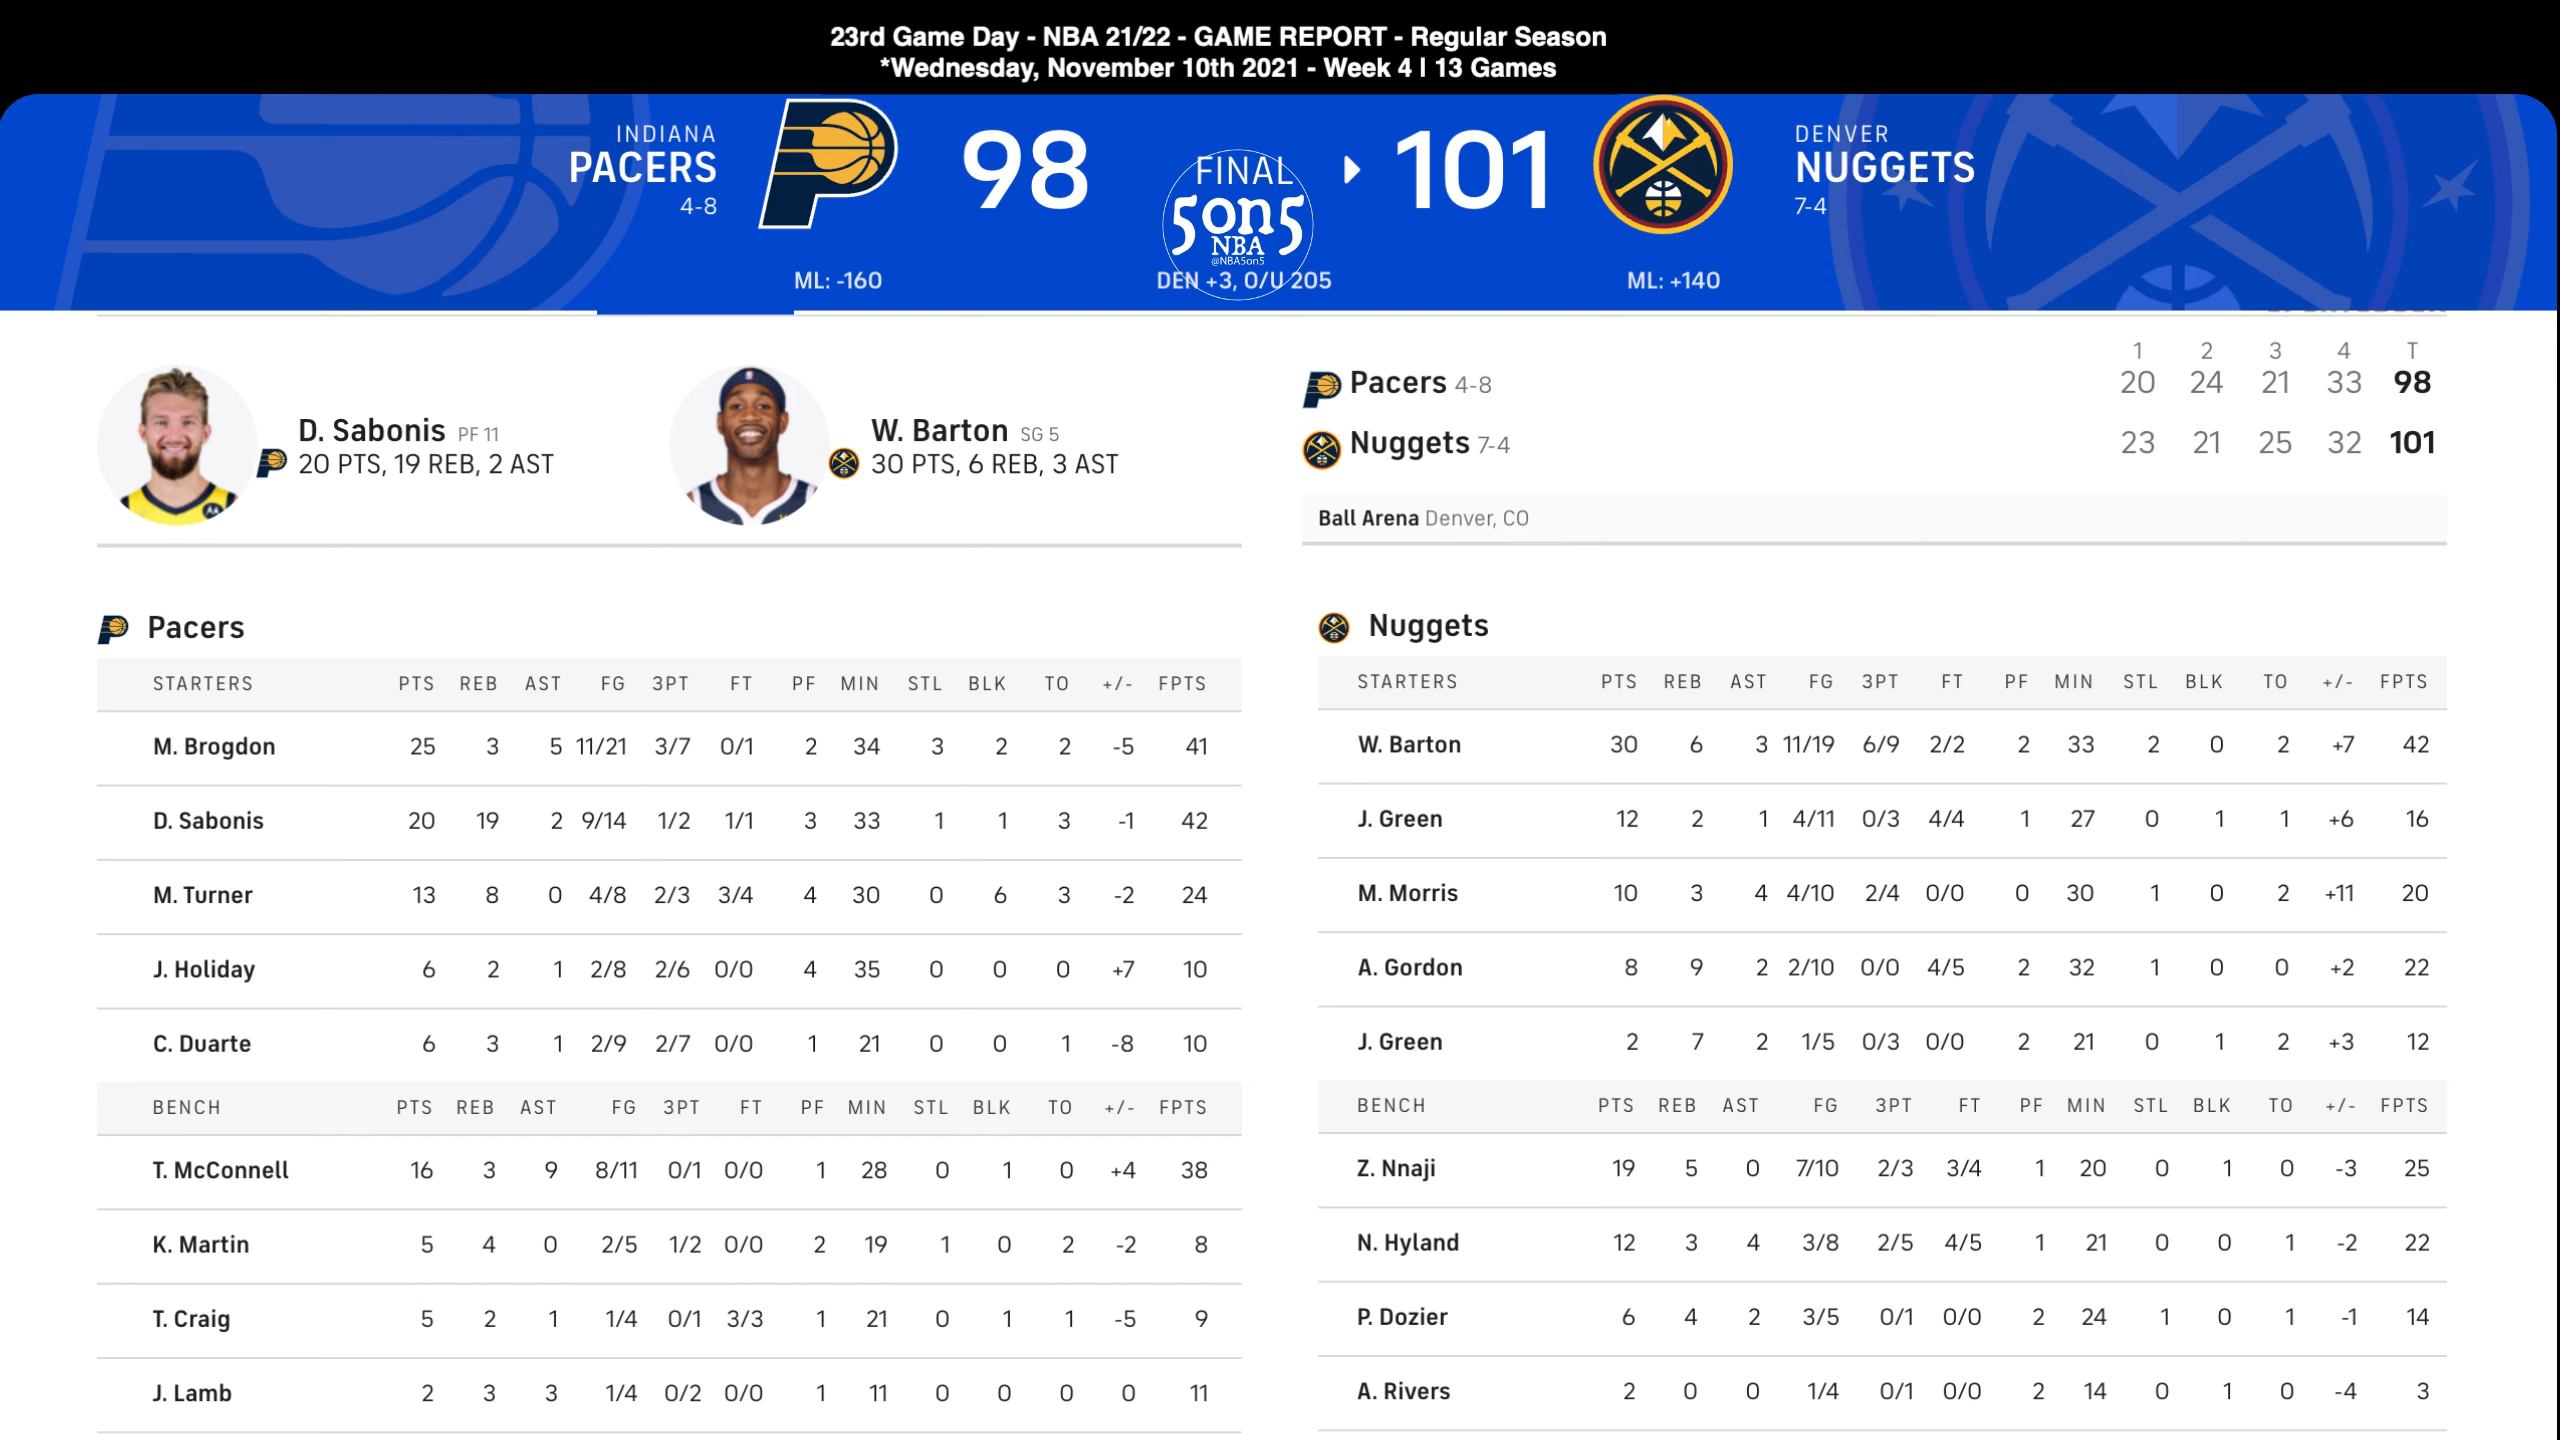 23rd Game Day - NBA 21/22 - GAME REPORT - Regular Season
*Wednesday, November 10th 2021 - Week 4 | 13 Games
INDIANA
PACERS
4-8
98
FINAL
101
DENVER
NUGGETS
7-4
5on5
NBA
@NBA5on5
ML: -160
DEN +3, O/U 205
ML: +140
D. Sabonis PF 11
20 PTS, 19 REB, 2 AST
W. Barton SG 5
30 PTS, 6 REB, 3 AST
1 2 3 4 T
Pacers 4-8 20 24 21 33 98
Nuggets 7-4 23 21 25 32 101
Ball Arena Denver, CO
Pacers
STARTERS PTS REB AST FG 3PT FT PF MIN STL BLK TO +/- FPTS
M. Brogdon 25 3 5 11/21 3/7 0/1 2 34 3 2 2 -5 41
D. Sabonis 20 19 2 9/14 1/2 1/1 3 33 1 1 3 -1 42
M. Turner 13 8 0 4/8 2/3 3/4 4 30 0 6 3 -2 24
J. Holiday 6 2 1 2/8 2/6 0/0 4 35 0 0 0 +7 10
C. Duarte 6 3 1 2/9 2/7 0/0 1 21 0 0 1 -8 10
BENCH PTS REB AST FG 3PT FT PF MIN STL BLK TO +/- FPTS
T. McConnell 16 3 9 8/11 0/1 0/0 1 28 0 1 0 +4 38
K. Martin 5 4 0 2/5 1/2 0/0 2 19 1 0 2 -2 8
T. Craig 5 2 1 1/4 0/1 3/3 1 21 0 1 1 -5 9
J. Lamb 2 3 3 1/4 0/2 0/0 1 11 0 0 0 0 11
Nuggets
STARTERS PTS REB AST FG 3PT FT PF MIN STL BLK TO +/- FPTS
W. Barton 30 6 3 11/19 6/9 2/2 2 33 2 0 2 +7 42
J. Green 12 2 1 4/11 0/3 4/4 1 27 0 1 1 +6 16
M. Morris 10 3 4 4/10 2/4 0/0 0 30 1 0 2 +11 20
A. Gordon 8 9 2 2/10 0/0 4/5 2 32 1 0 0 +2 22
J. Green 2 7 2 1/5 0/3 0/0 2 21 0 1 2 +3 12
BENCH PTS REB AST FG 3PT FT PF MIN STL BLK TO +/- FPTS
Z. Nnaji 19 5 0 7/10 2/3 3/4 1 20 0 1 0 -3 25
N. Hyland 12 3 4 3/8 2/5 4/5 1 21 0 0 1 -2 22
P. Dozier 6 4 2 3/5 0/1 0/0 2 24 1 0 1 -1 14
A. Rivers 2 0 0 1/4 0/1 0/0 2 14 0 1 0 -4 3